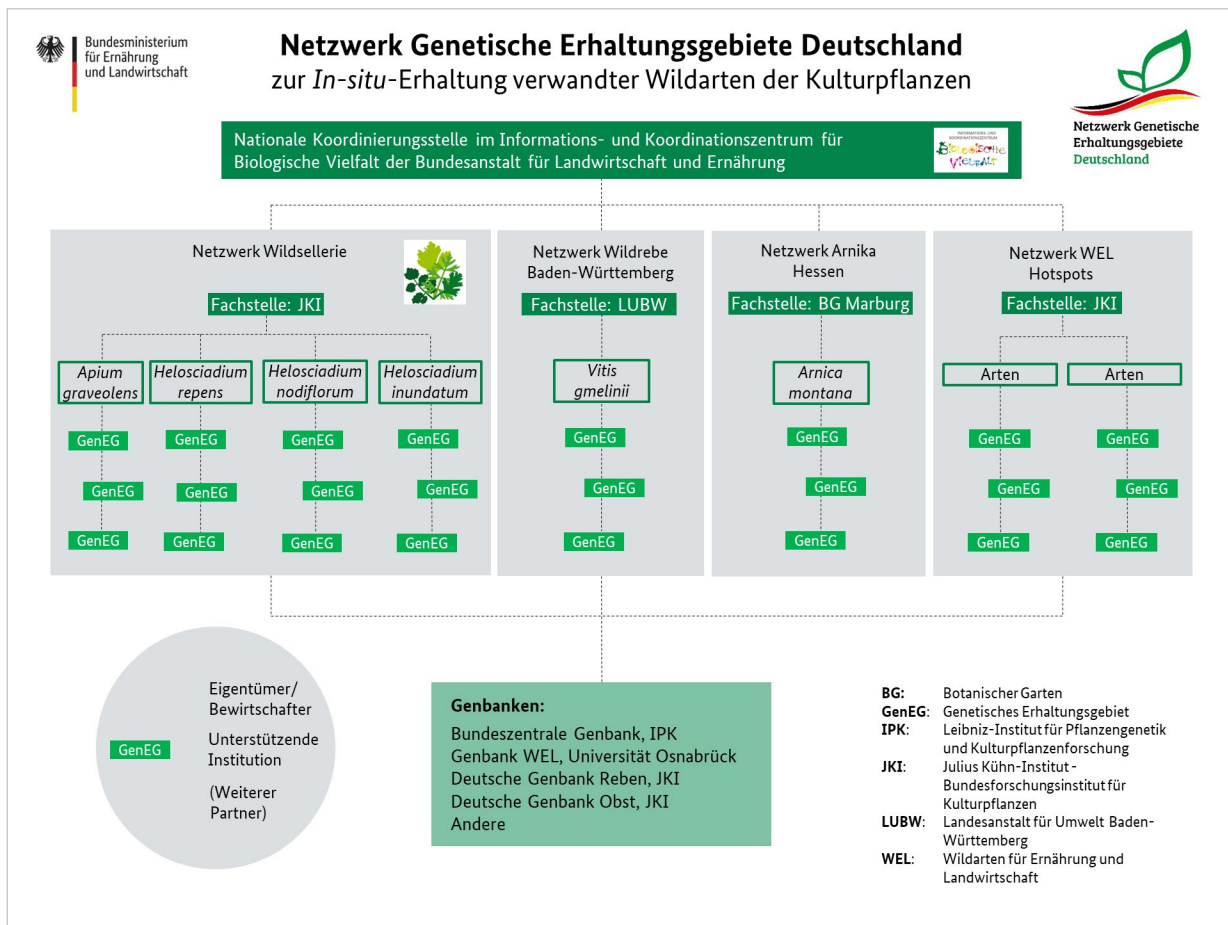 Bundesministerium
für Ernährung
und Landwirtschaft
Netzwerk Genetische Erhaltungsgebiete Deutschland
zur In-situ-Erhaltung verwandter Wildarten der Kulturpflanzen
Netzwerk Genetische
Erhaltungsgebiete
Deutschland
Nationale Koordinierungsstelle im Informations- und Koordinationszentrum für
Biologische Vielfalt der Bundesanstalt für Landwirtschaft und Ernährung
INFORMATIONS- UND
KOORDINATIONSZENTRUM
Biologische
Vielfalt
Netzwerk Wildsellerie
Fachstelle: JKI
Apium
graveolens
Helosciadium
repens
Helosciadium
nodiflorum
Helosciadium
inundatum
GenEG GenEG GenEG GenEG
GenEG GenEG GenEG GenEG
GenEG GenEG GenEG GenEG
Netzwerk Wildrebe
Baden-Württemberg
Fachstelle: LUBW
Vitis
gmelinii
GenEG
GenEG
GenEG
Netzwerk Arnika
Hessen
Fachstelle: BG Marburg
Arnica
montana
GenEG
GenEG
GenEG
Netzwerk WEL
Hotspots
Fachstelle: JKI
Arten Arten
GenEG GenEG
GenEG GenEG
GenEG GenEG
GenEG
Eigentümer/
Bewirtschafter
Unterstützende
Institution
(Weiterer
Partner)
Genbanken:
Bundeszentrale Genbank, IPK
Genbank WEL, Universität Osnabrück
Deutsche Genbank Reben, JKI
Deutsche Genbank Obst, JKI
Andere
BG: Botanischer Garten
GenEG: Genetisches Erhaltungsgebiet
IPK: Leibniz-Institut für Pflanzengenetik
und Kulturpflanzenforschung
JKI: Julius Kühn-Institut -
Bundesforschungsinstitut für
Kulturpflanzen
LUBW: Landesanstalt für Umwelt Baden-
Württemberg
WEL: Wildarten für Ernährung und
Landwirtschaft